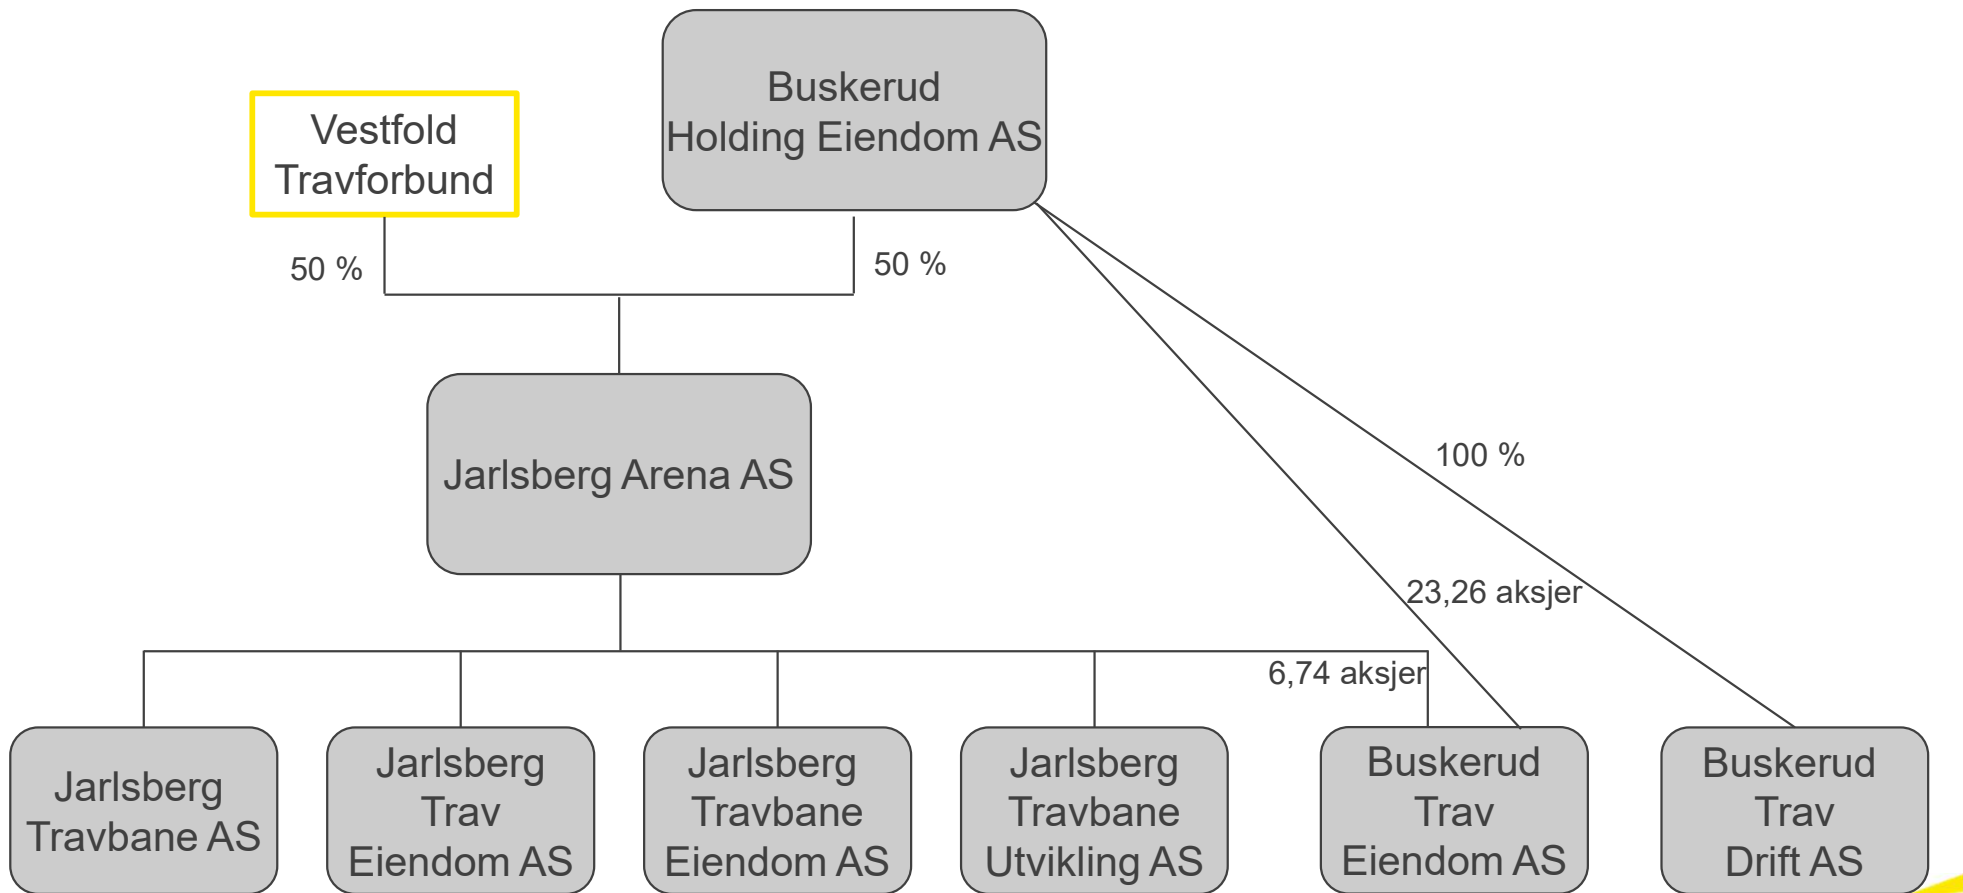 Buskerud
Holding Eiendom AS
Vestfold
Travforbund
50 %
50 %
Jarlsberg Arena AS
100 %
23,26 aksjer
6,74 aksjer
Jarlsberg
Travbane AS
Jarlsberg
Trav
Eiendom AS
Jarlsberg
Travbane
Eiendom AS
Jarlsberg
Travbane
Utvikling AS
Buskerud
Trav
Eiendom AS
Buskerud
Trav
Drift AS